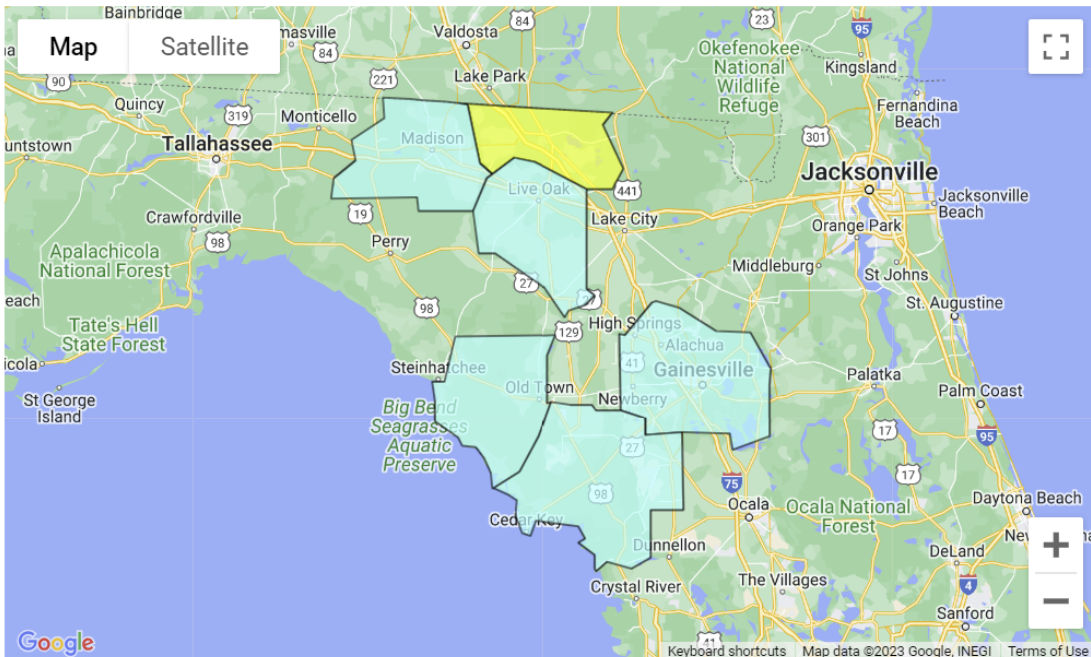 Bainbridge
84
Valdosta
23
Map
Satellite
masville
84
95
Okefenokee
National
Wildlife
Refuge
Kingsland
90
221
Lake Park
Quincy
319
Monticello
Fernandina
Beach
Madison
301
untstown
Tallahassee
Jacksonville
Live Oak
441
Jacksonville
Beach
19
Lake City
Crawfordville
98
Perry
Orange Park
Apalachicola
National Forest
Middleburg
St Johns
27
27
each
98
St. Augustine
Tate's Hell
State Forest
129
High Springs
Alachua
41
icola
Steinhatchee
Gainesville
Old Town
Newberry
Palatka
Palm Coast
St George
Island
Big Bend
Seagrasses
Aquatic
Preserve
17
95
27
17
75
98
Ocala
Ocala National
Forest
Daytona Beach
Cedar Key
Dunnellon
DeLand
Crystal River
The Villages
4
Sanford
41
Google
Keyboard shortcuts
Map data ©2023 Google, INEGI
Terms of Use